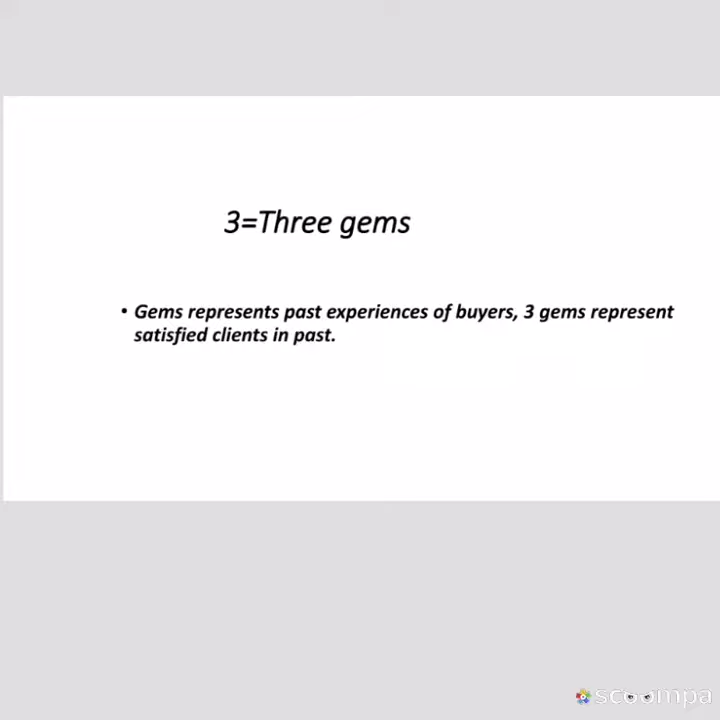 3=Three gems
• Gems represents past experiences of buyers, 3 gems represent
satisfied clients in past.
scoompa